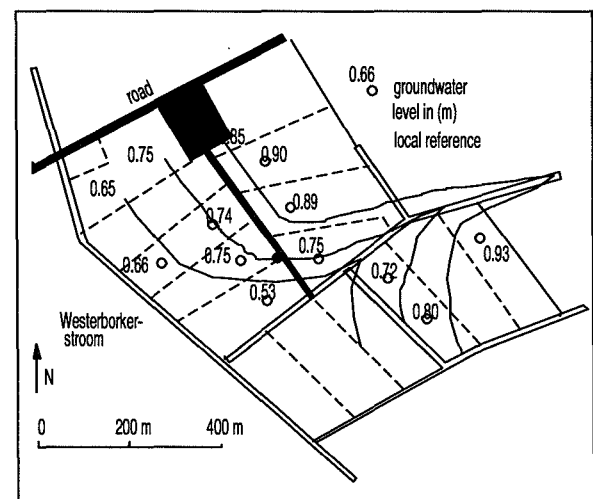 0.66
groundwater
level in (m)
local reference
road
.85
0.75
0.90
0.65
0.89
0.74
0.75
0.75
0.93
0.66
0.72
0.53
0.80
Westerborker-
stroom
N
0 200 m 400 m